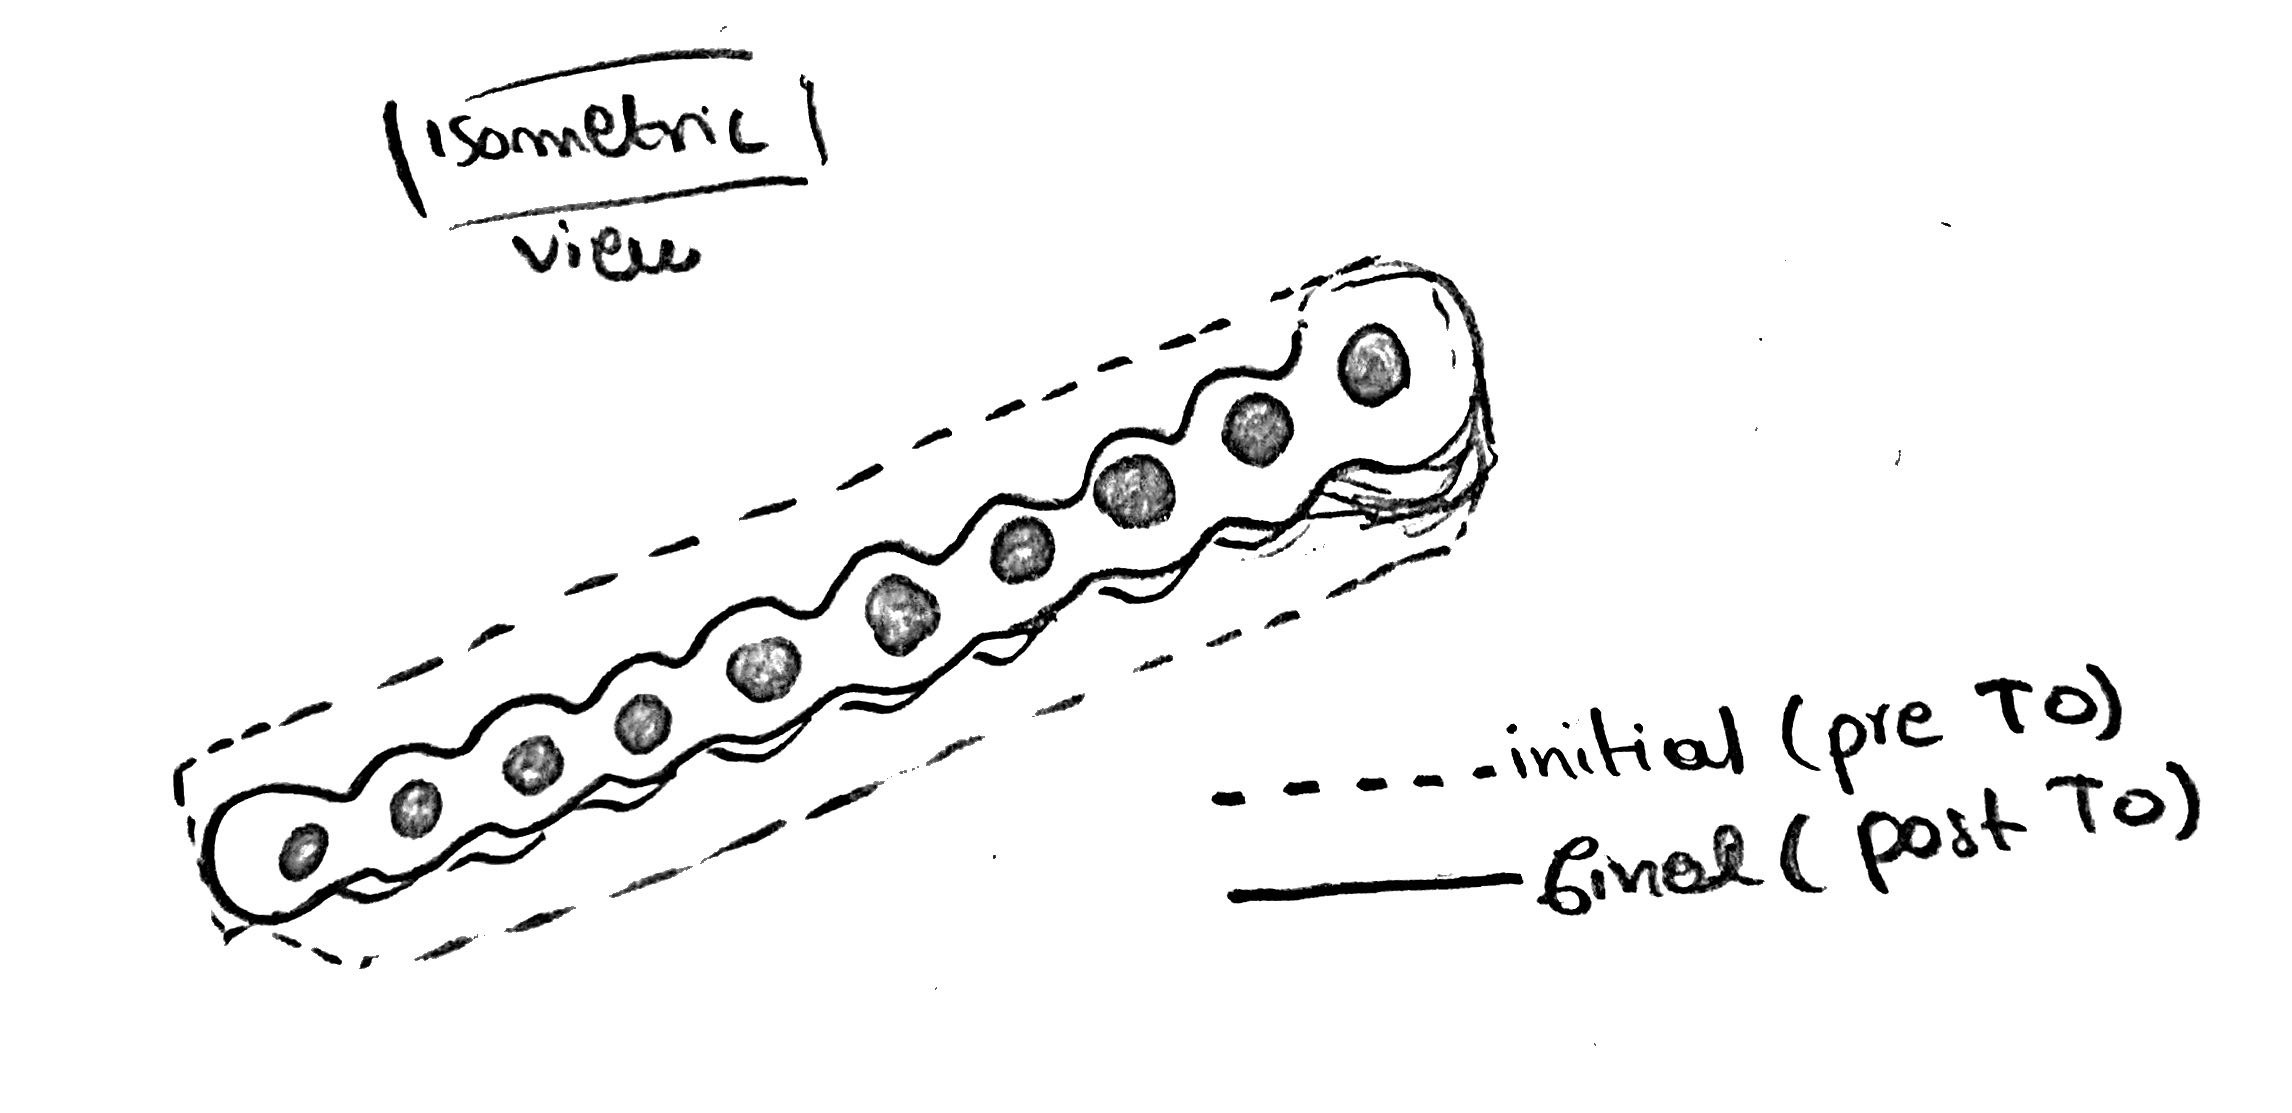 isometric
view
initial (pre TO)
final (post TO)